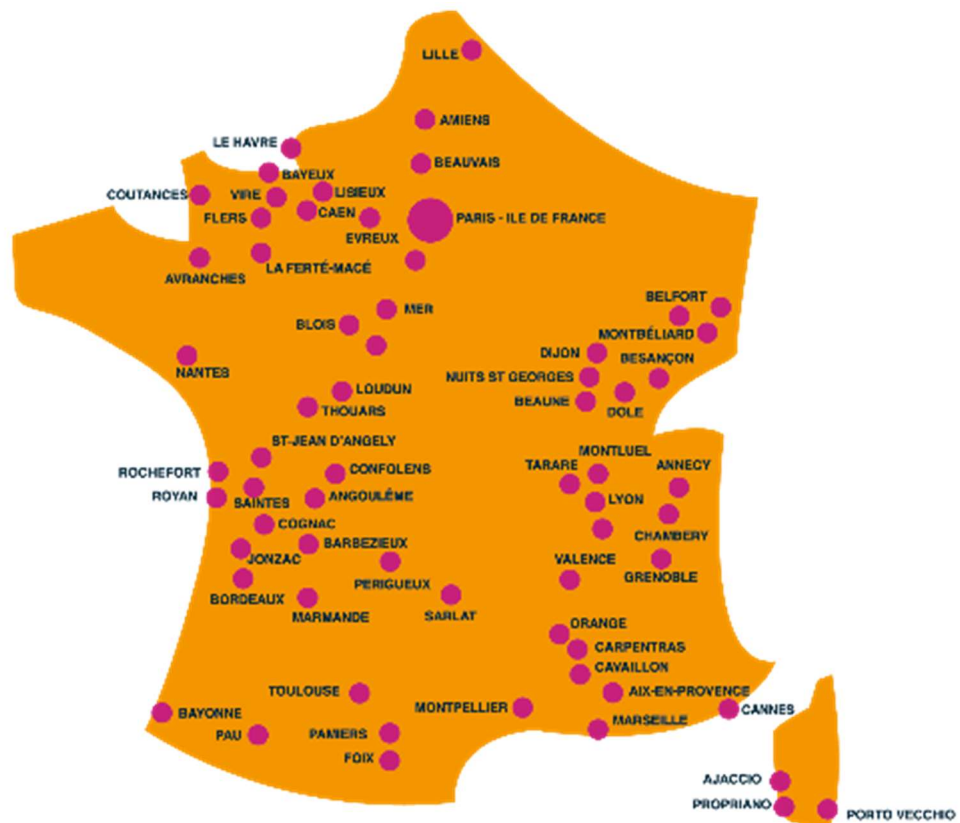 LILLE
AMIENS
LE HAVRE
BEAUVAIS
BAYEUX
COUTANCES
VIRE
LISIEUX
FLERS
CAEN
PARIS - ILE DE FRANCE
EVREUX
LA FERTÉ-MACÉ
AVRANCHES
BELFORT
MER
BLOIS
MONTBÉLIARD
DIJON
BESANÇON
NANTES
NUITS ST GEORGES
LOUDUN
BEAUNE
THOUARS
DOLE
ST-JEAN D'ANGELY
MONTLUEL
ROCHEFORT
CONFOLENS
TARARE
ANNECY
ROYAN
SAINTES
ANGOULÊME
LYON
COGNAC
CHAMBERY
BARBEZIEUX
JONZAC
VALENCE
GRENOBLE
PERIGUEUX
BORDEAUX
MARMANDE
SARLAT
ORANGE
CARPENTRAS
CAVAILLON
TOULOUSE
AIX-EN-PROVENCE
MONTPELLIER
CANNES
BAYONNE
MARSEILLE
PAU
PAMIERS
FOIX
AJACCIO
PROPRIANO
PORTO VECCHIO